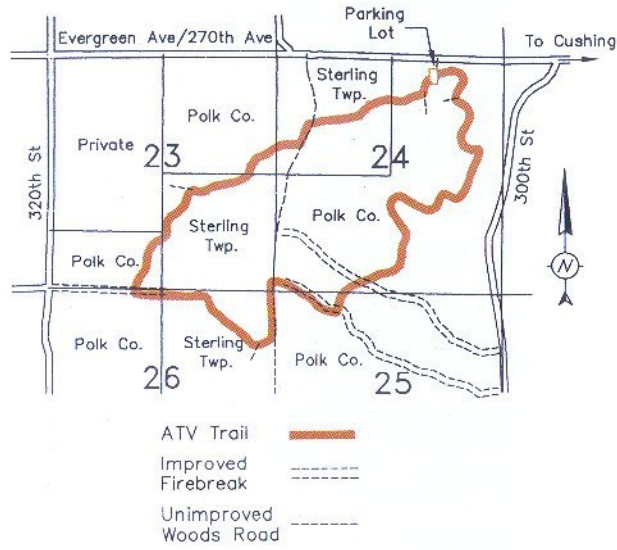 Parking
Lot
Evergreen Ave/270th Ave
To Cushing
Sterling
Twp.
Polk Co.
Private
23
24
320th St
300th St
Sterling
Twp.
Polk Co.
Polk Co.
N
Polk Co.
26
Sterling
Twp.
Polk Co.
25
ATV Trail
Improved
Firebreak
Unimproved
Woods Road